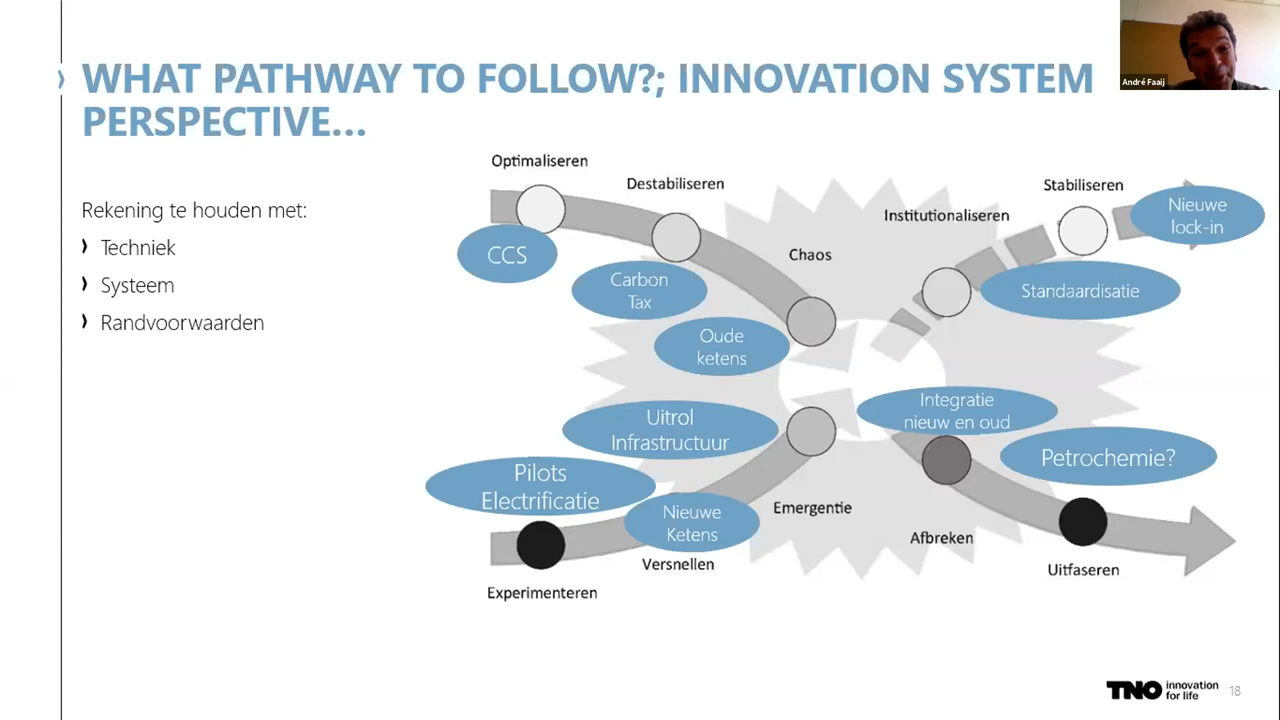 André Faaij
WHAT PATHWAY TO FOLLOW?; INNOVATION SYSTEM
PERSPECTIVE...
Rekening te houden met:
Techniek
Systeem
Randvoorwaarden
Optimaliseren
Destabiliseren
Chaos
Institutionaliseren
Stabiliseren
Nieuwe
lock-in
CCS
Carbon
Tax
Oude
ketens
Standaardisatie
Uitrol
Infrastructuur
Integratie
nieuw en oud
Petrochemie?
Pilots
Electrificatie
Nieuwe
Ketens
Emergentie
Versnellen
Experimenteren
Afbreken
Uitfaseren
TNO innovation
for life
18